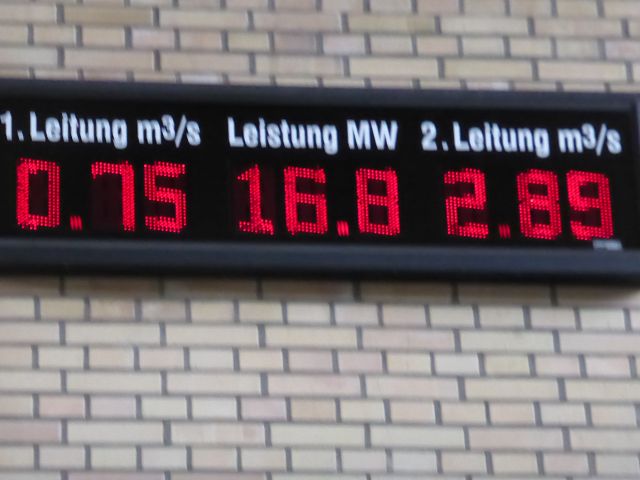 1. Leitung m³/s Leistung MW 2. Leitung m³/s
0.75 16.8 2.89